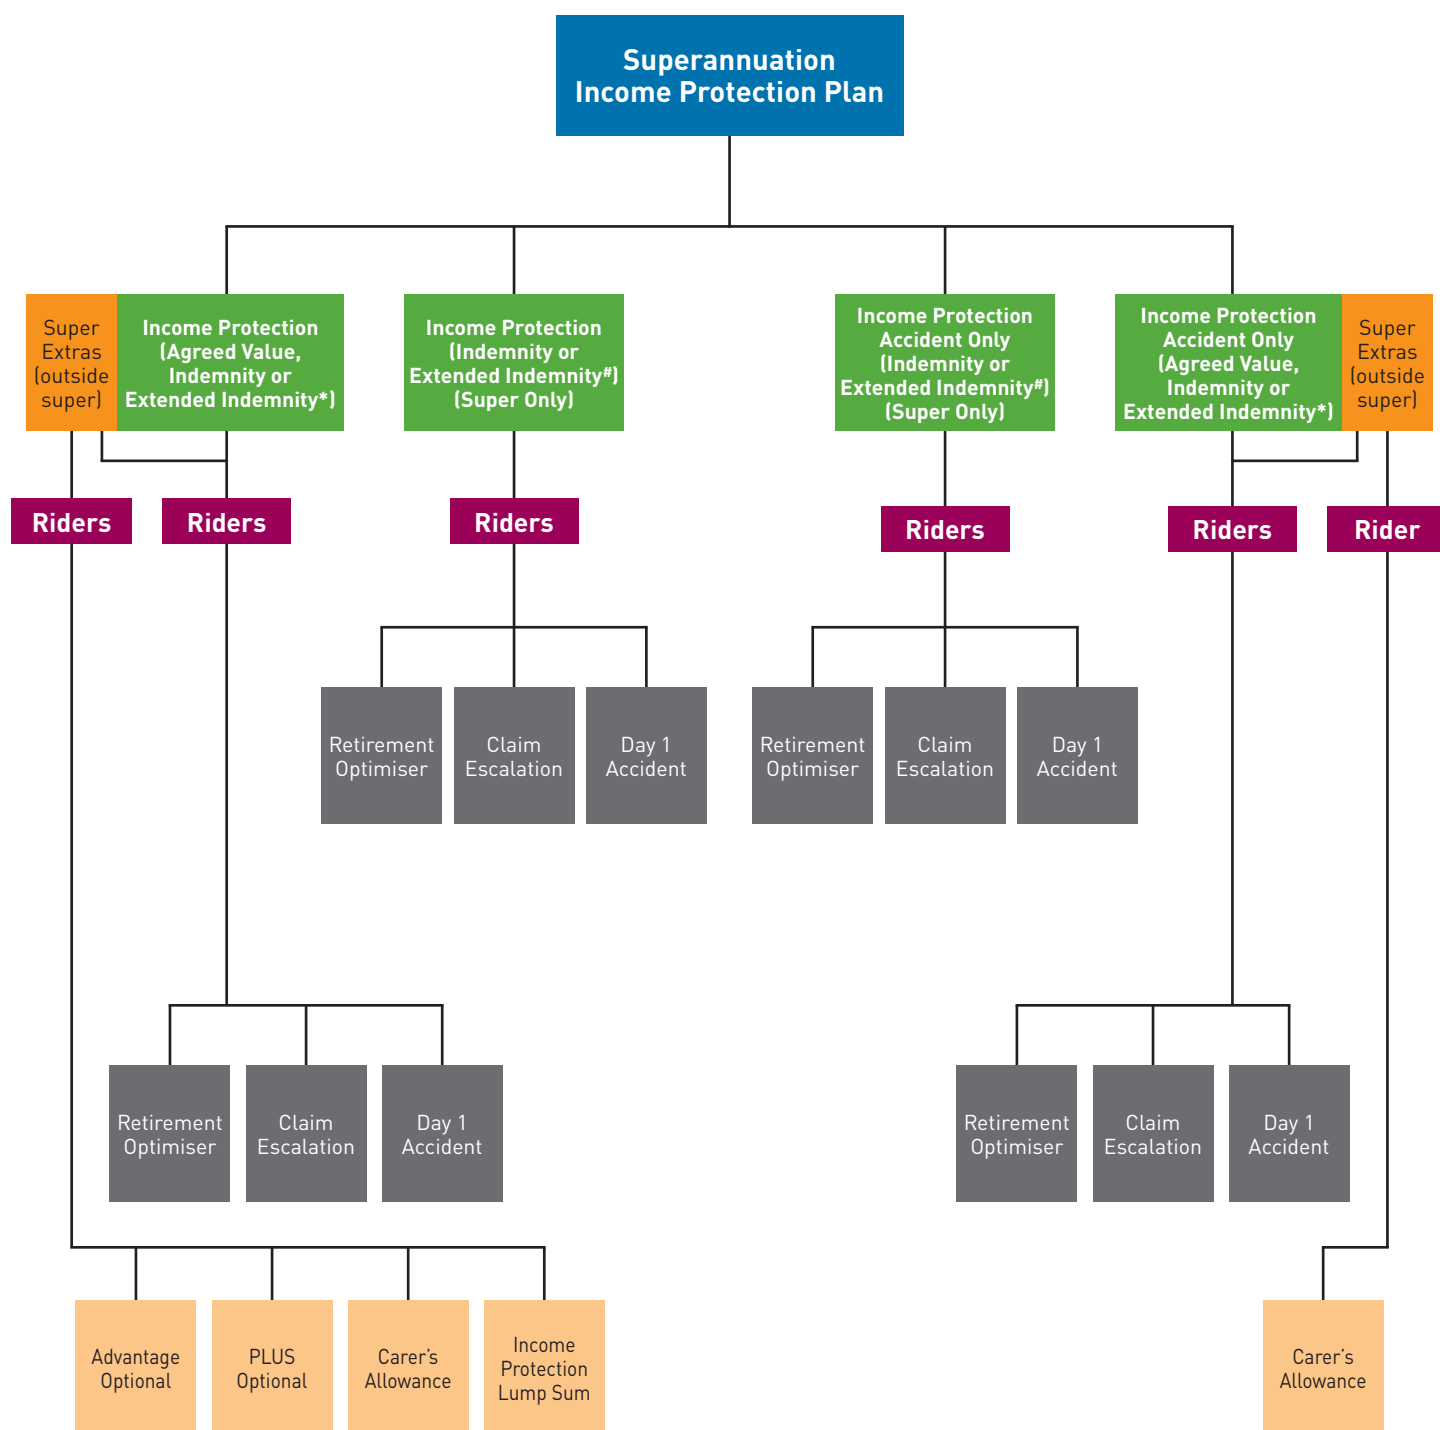 Superannuation
Income Protection Plan
Super
Extras
(outside
super)
Income Protection
(Agreed Value,
Indemnity or
Extended Indemnity*)
Income Protection
(Indemnity or
Extended Indemnity#)
(Super Only)
Income Protection
Accident Only
(Indemnity or
Extended Indemnity#)
(Super Only)
Income Protection
Accident Only
(Agreed Value,
Indemnity or
Extended Indemnity*)
Super
Extras
(outside
super)
Riders
Riders
Riders
Riders
Riders
Rider
Retirement
Optimiser
Claim
Escalation
Day 1
Accident
Retirement
Optimiser
Claim
Escalation
Day 1
Accident
Retirement
Optimiser
Claim
Escalation
Day 1
Accident
Retirement
Optimiser
Claim
Escalation
Day 1
Accident
Advantage
Optional
PLUS
Optional
Carer's
Allowance
Income
Protection
Lump Sum
Carer's
Allowance